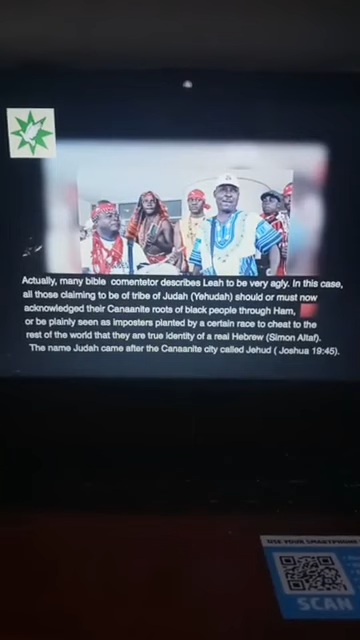 Actually, many bible comentetor describes Leah to be very agly. In this case,
all those claiming to be of tribe of Judah (Yehudah) should or must now
acknowledged their Canaanite roots of black people through Ham,
or be plainly seen as imposters planted by a certain race to cheat to the
rest of the world that they are true identity of a real Hebrew (Simon Altaf).
The name Judah came after the Canaanite city called Jehud ( Joshua 19:45).
USE YOUR SMARTPHONE
SCAN